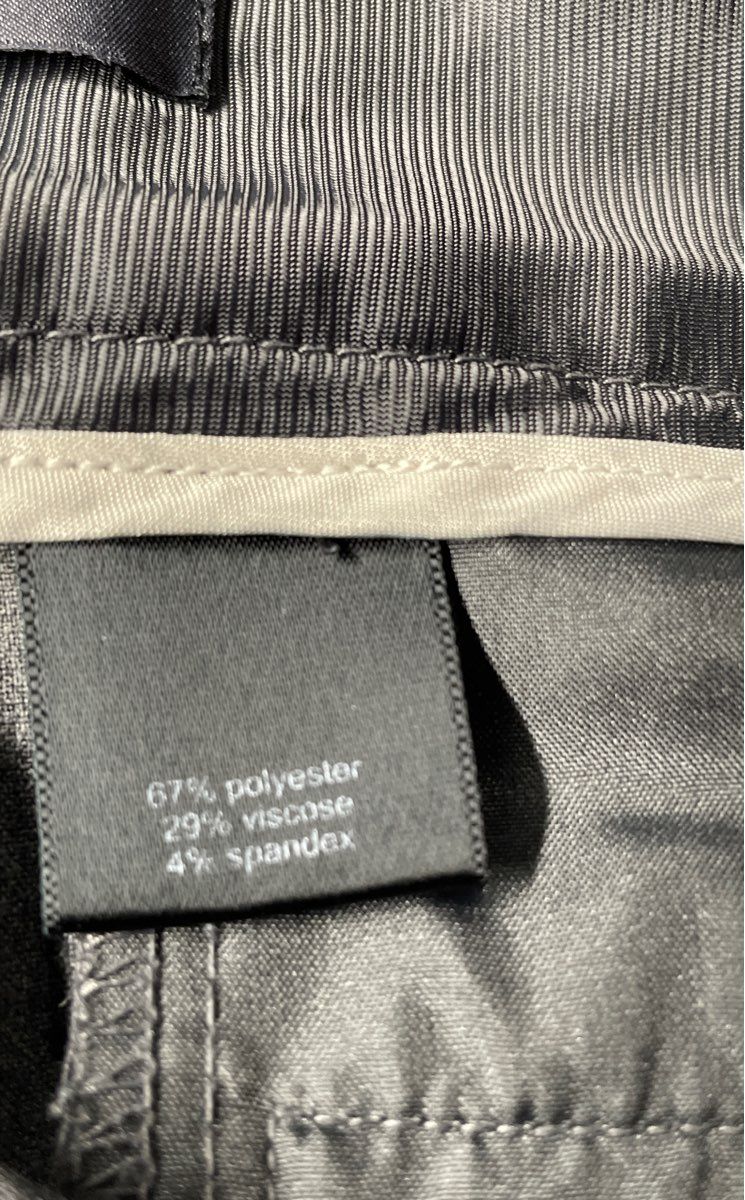 67% polyester
29% viscose
4% spandex